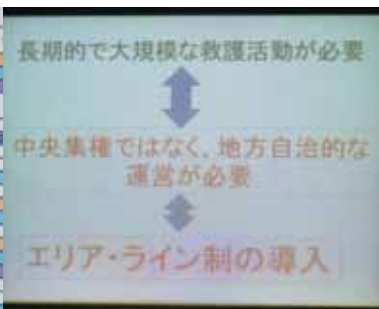 長期的で大規模な救護活動が必要
中央集権ではなく、地方自治的な
運営が必要
エリア・ライン制の導入